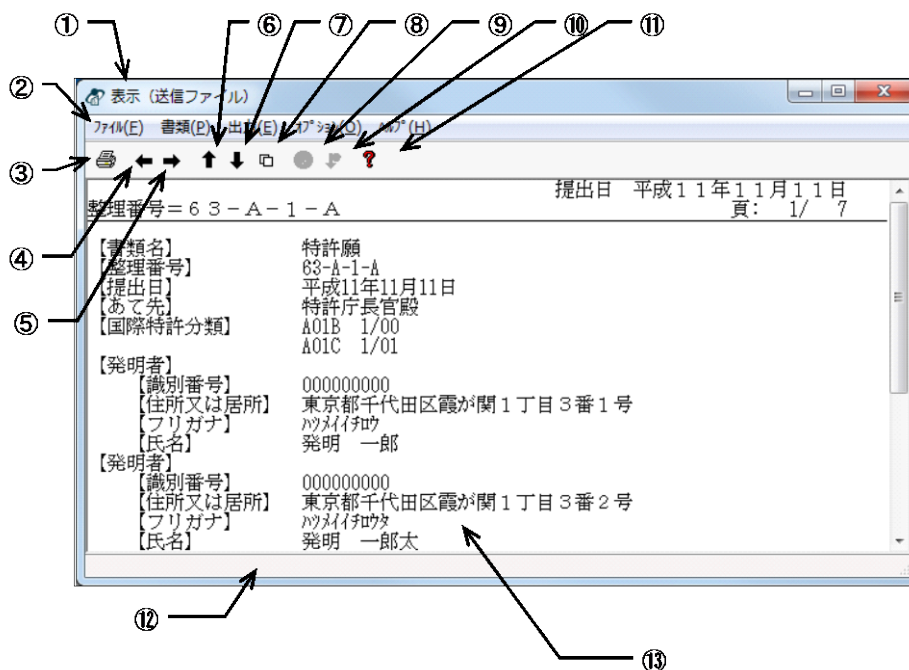 ① ⑥ ⑦ ⑧ ⑨ ⑩ ⑪
② 表示（送信ファイル）
ﾌｧｲﾙ(F) 書類(P) 出力(E) ｵﾌﾟｼｮﾝ(O) ﾍﾙﾌﾟ(H)
③ ?
提出日 平成１１年１１月１１日
整理番号＝６３－Ａ－１－Ａ 頁： 1/ 7
④ 【書類名】 特許願
【整理番号】 63-A-1-A
【提出日】 平成11年11月11日
【あて先】 特許庁長官殿
⑤ 【国際特許分類】 A01B 1/00
A01C 1/01
【発明者】
【識別番号】 000000000
【住所又は居所】 東京都千代田区霞が関１丁目３番１号
【フリガナ】 ﾊﾂﾒｲｲﾁﾛｳ
【氏名】 発明 一郎
【発明者】
【識別番号】 000000000
【住所又は居所】 東京都千代田区霞が関１丁目３番２号
【フリガナ】 ﾊﾂﾒｲｲﾁﾛｳﾀ
【氏名】 発明 一郎太
⑫
⑬